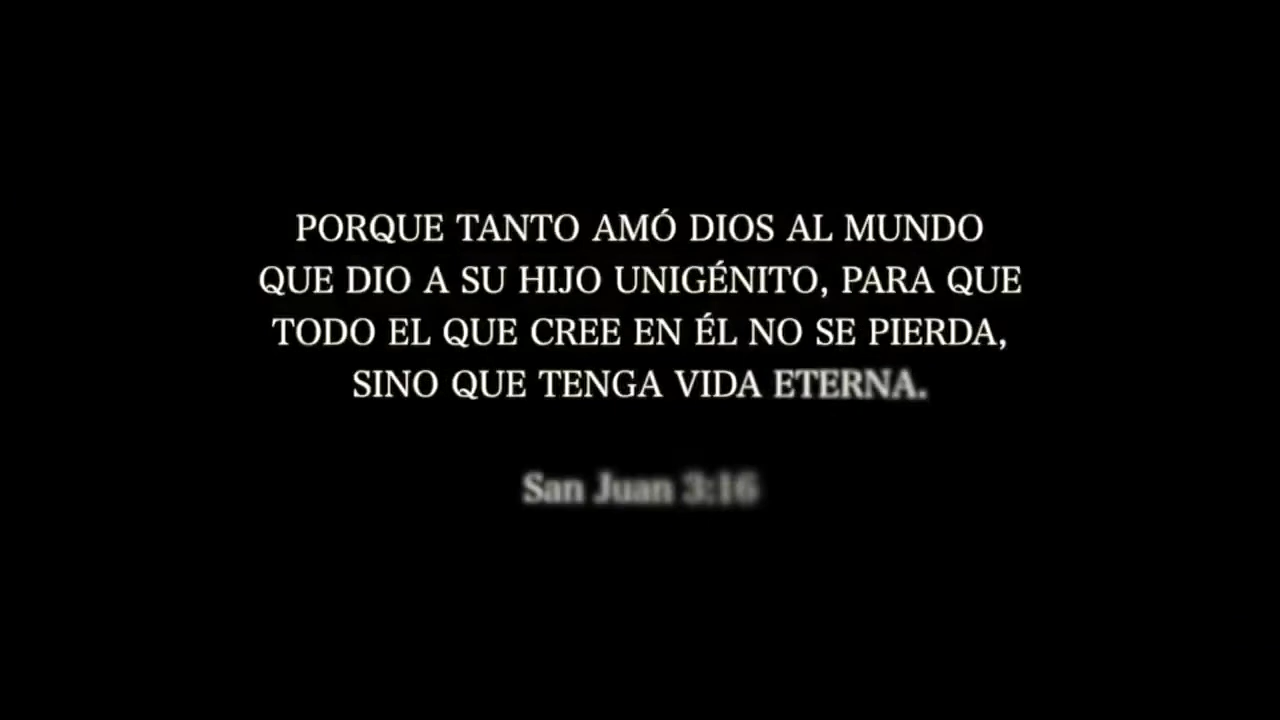 PORQUE TANTO AMÓ DIOS AL MUNDO
QUE DIO A SU HIJO UNIGÉNITO, PARA QUE
TODO EL QUE CREE EN ÉL NO SE PIERDA,
SINO QUE TENGA VIDA ETERNA.
San Juan 3:16